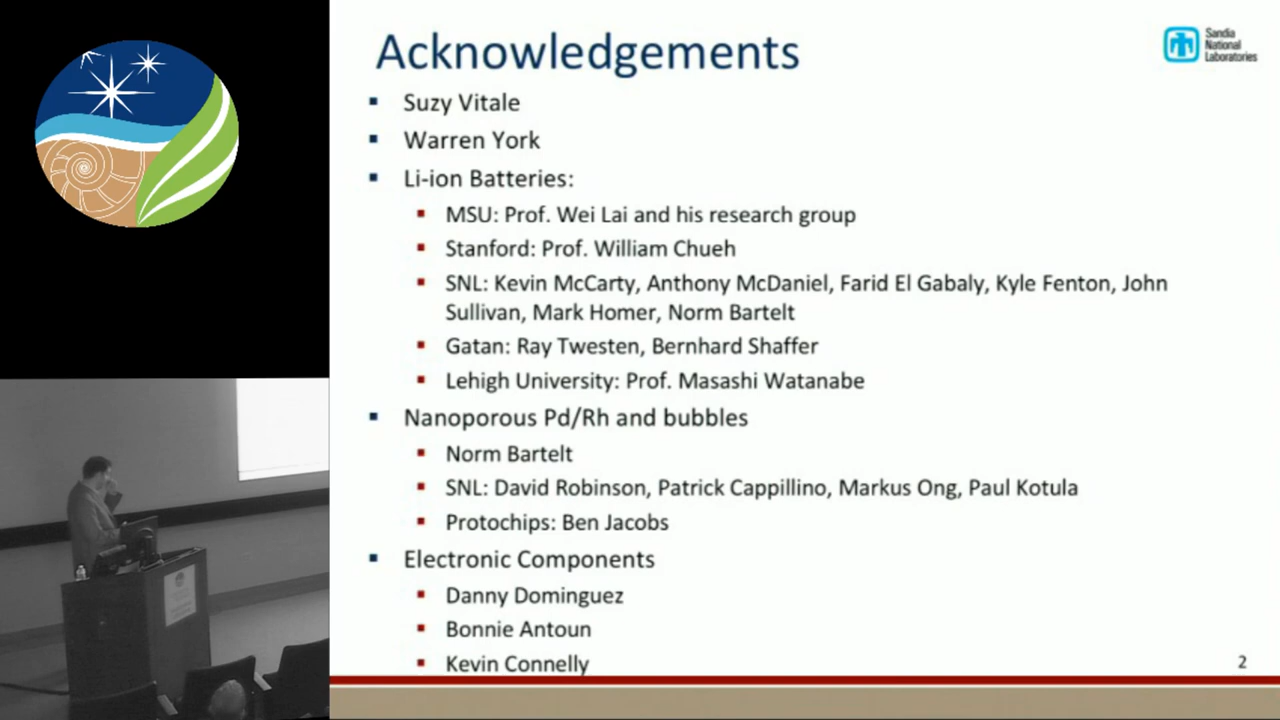 Acknowledgements
Sandia
National
Laboratories
Suzy Vitale
Warren York
Li-ion Batteries:
MSU: Prof. Wei Lai and his research group
Stanford: Prof. William Chueh
SNL: Kevin McCarty, Anthony McDaniel, Farid El Gabaly, Kyle Fenton, John
Sullivan, Mark Homer, Norm Bartelt
Gatan: Ray Twesten, Bernhard Shaffer
Lehigh University: Prof. Masashi Watanabe
Nanoporous Pd/Rh and bubbles
Norm Bartelt
SNL: David Robinson, Patrick Cappillino, Markus Ong, Paul Kotula
Protochips: Ben Jacobs
Electronic Components
Danny Dominguez
Bonnie Antoun
Kevin Connelly
2